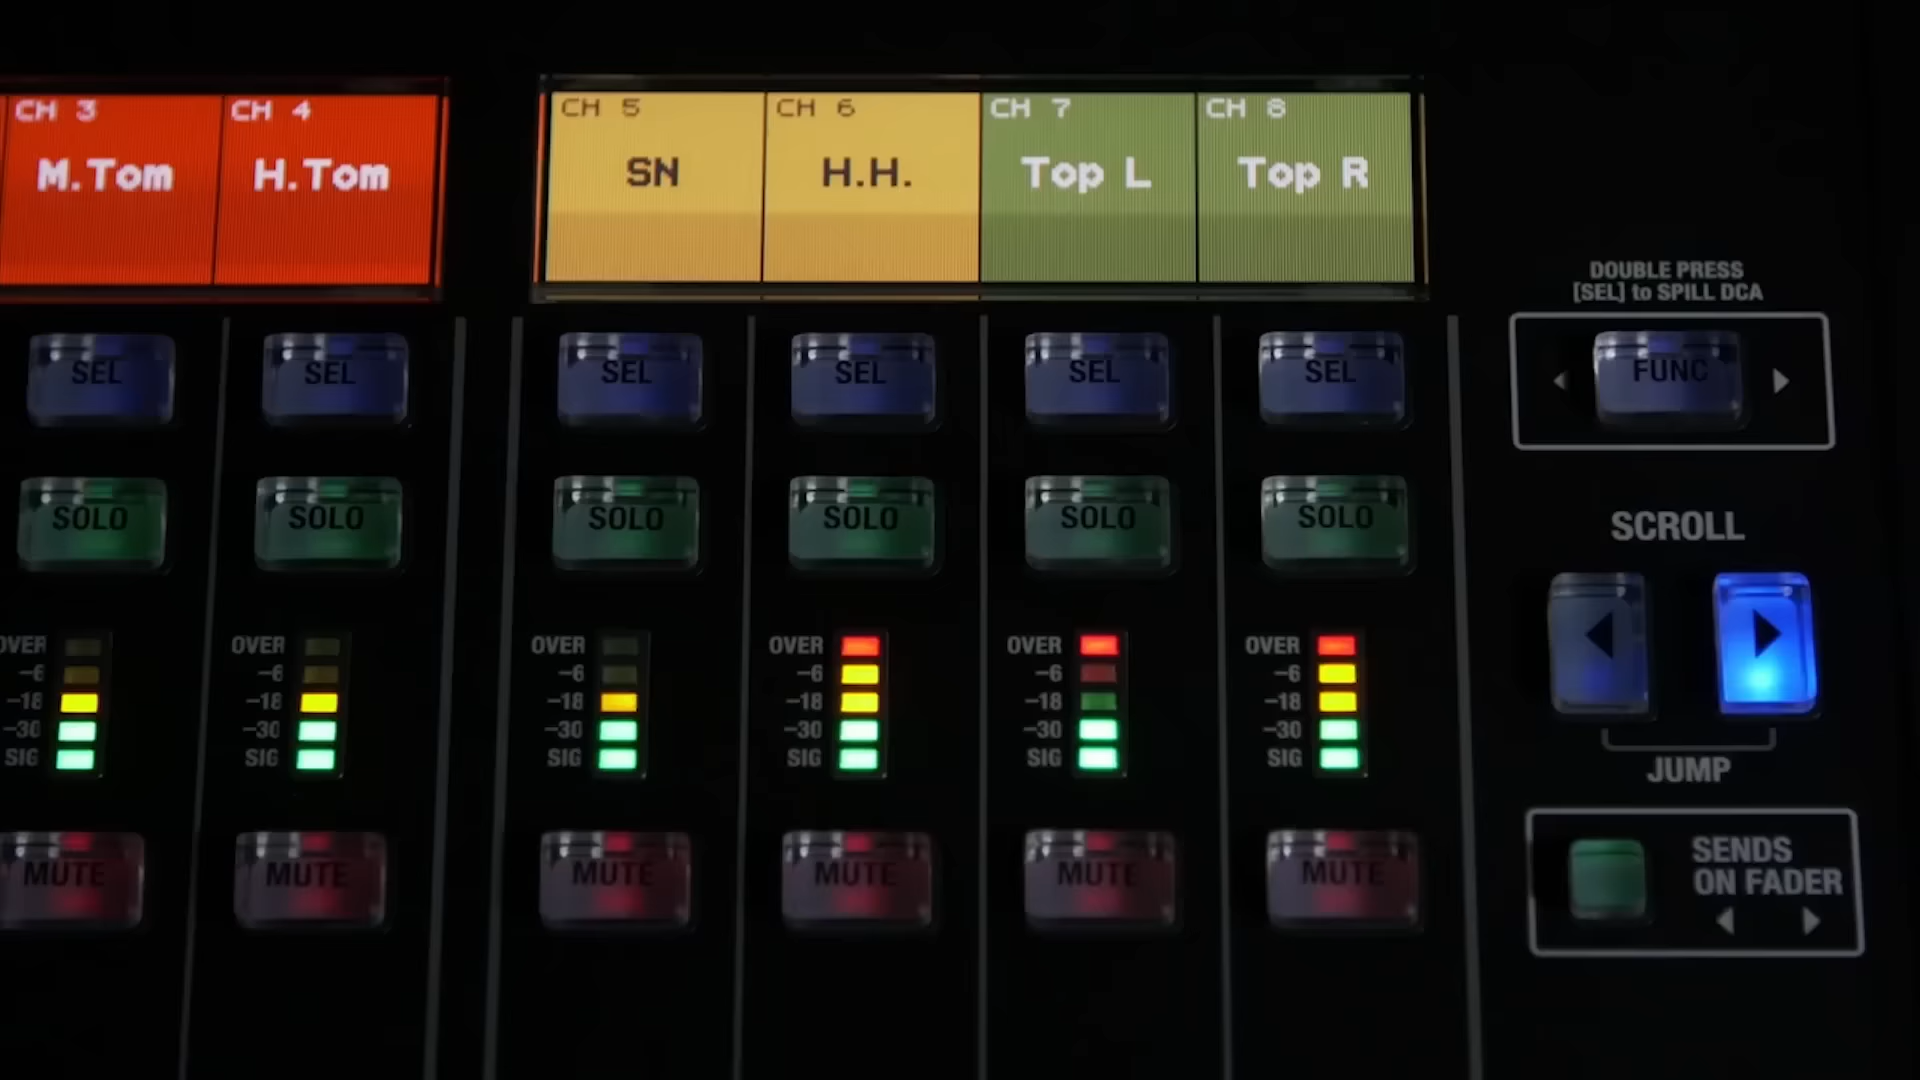 CH 3 CH 4 CH 5 CH 6 CH 7 CH 8
M.Tom H.Tom SN H.H. Top L Top R
DOUBLE PRESS
[SEL] to SPILL DCA
SEL SEL SEL SEL SEL SEL FUNC
SOLO SOLO SOLO SOLO SOLO SOLO
SCROLL
OVER OVER OVER OVER OVER OVER
-6 -6 -6 -6 -6 -6
-18 -18 -18 -18 -18 -18
-30 -30 -30 -30 -30 -30
SIG SIG SIG SIG SIG SIG
JUMP
MUTE MUTE MUTE MUTE MUTE MUTE
SENDS
ON FADER